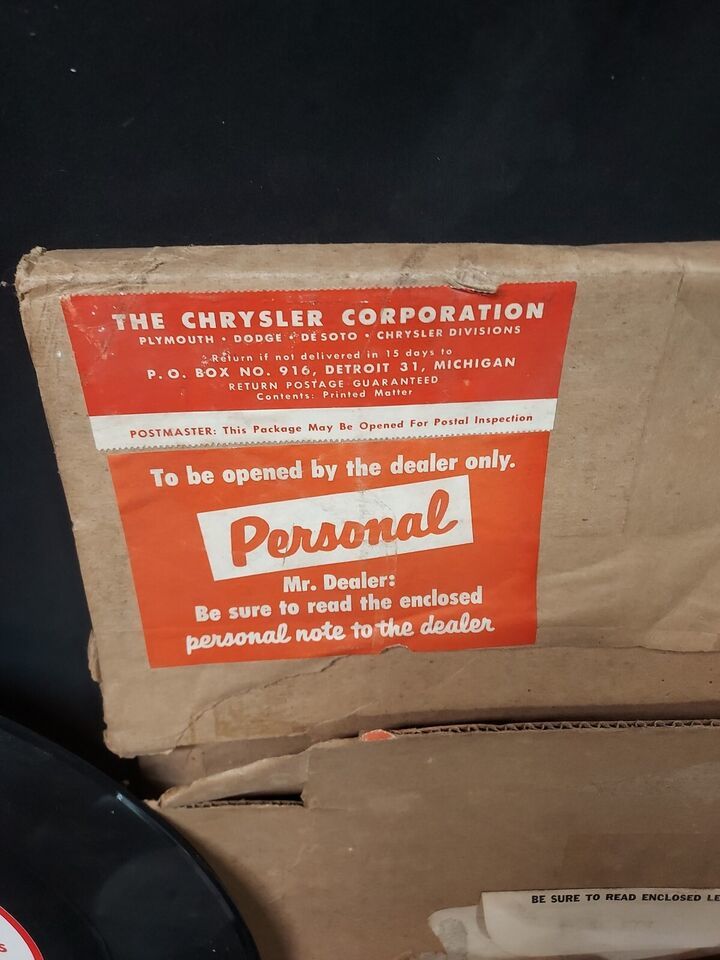 THE CHRYSLER CORPORATION
PLYMOUTH • DODGE • DE SOTO • CHRYSLER DIVISIONS
Return if not delivered in 15 days to
P. O. BOX NO. 916, DETROIT 31, MICHIGAN
RETURN POSTAGE GUARANTEED
Contents: Printed Matter
POSTMASTER: This Package May Be Opened For Postal Inspection
To be opened by the dealer only.
Personal
Mr. Dealer:
Be sure to read the enclosed
personal note to the dealer
BE SURE TO READ ENCLOSED LE
S